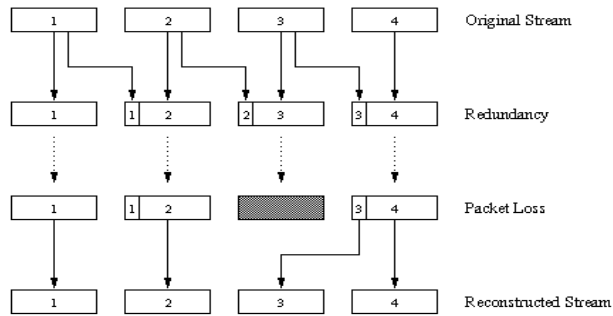 1 2 3 4 Original Stream
1 1 2 2 3 3 4 Redundancy
1 1 2 3 4 Packet Loss
1 2 3 4 Reconstructed Stream